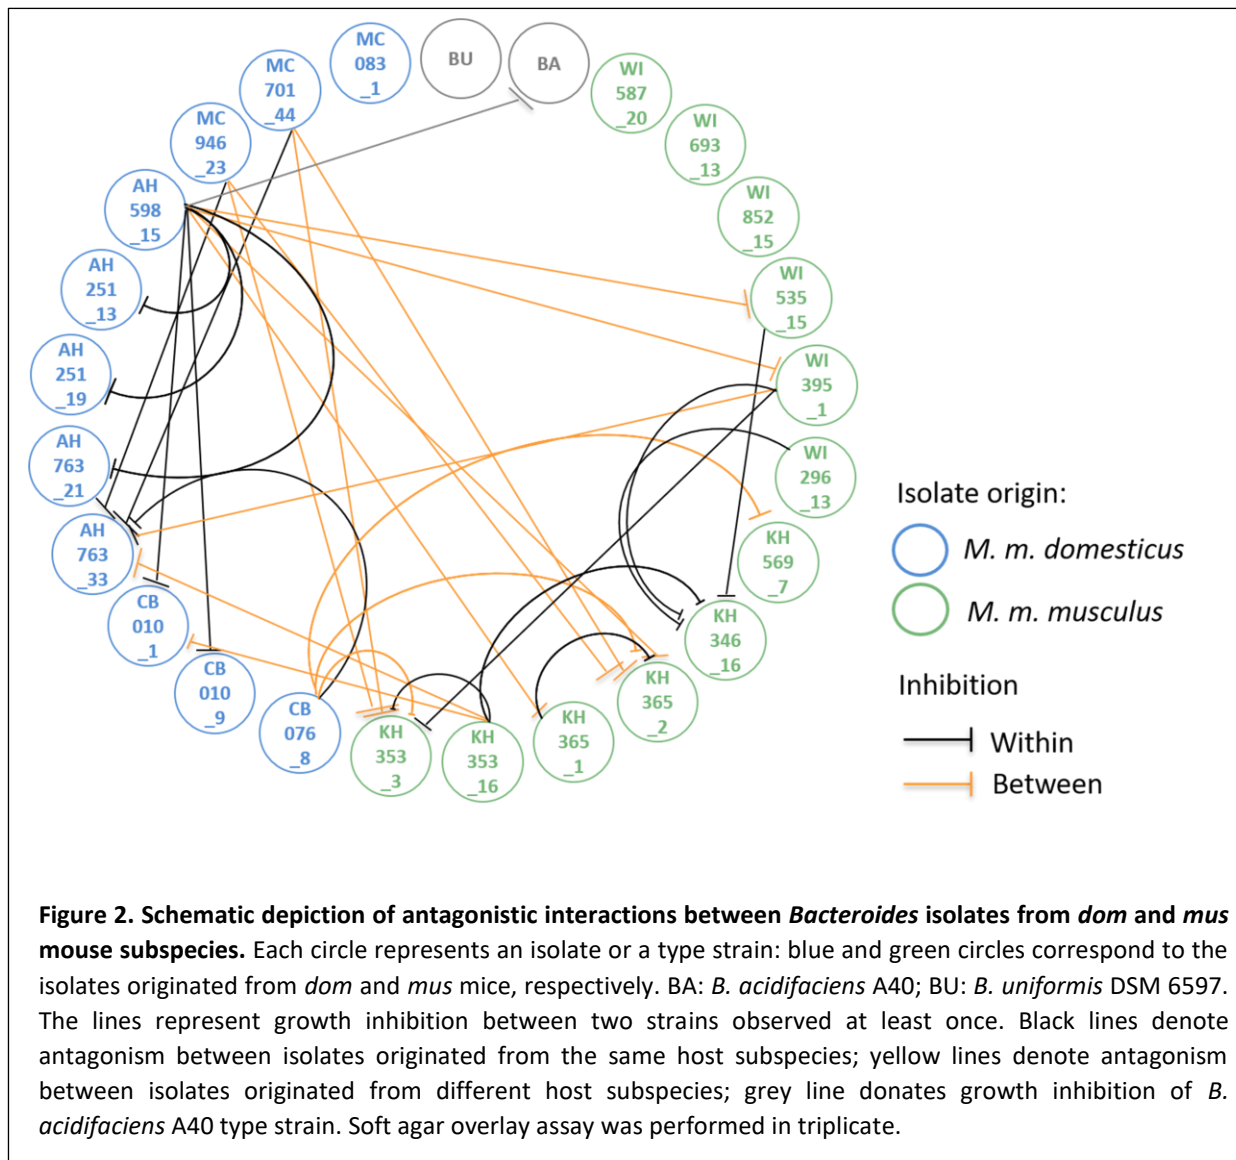 MC
083
_1
BU
BA
MC
701
_44
WI
587
_20
MC
946
_23
WI
693
_13
AH
598
_15
WI
852
_15
AH
251
_13
WI
535
_15
AH
251
_19
WI
395
_1
AH
763
_21
WI
296
_13
AH
763
_33
KH
569
_7
CB
010
_1
KH
346
_16
CB
010
_9
KH
365
_2
CB
076
_8
KH
353
_3
KH
353
_16
KH
365
_1
Isolate origin:
M. m. domesticus
M. m. musculus
Inhibition
Within
Between
Figure 2. Schematic depiction of antagonistic interactions between Bacteroides isolates from dom and mus
mouse subspecies. Each circle represents an isolate or a type strain: blue and green circles correspond to the
isolates originated from dom and mus mice, respectively. BA: B. acidifaciens A40; BU: B. uniformis DSM 6597.
The lines represent growth inhibition between two strains observed at least once. Black lines denote
antagonism between isolates originated from the same host subspecies; yellow lines denote antagonism
between isolates originated from different host subspecies; grey line donates growth inhibition of B.
acidifaciens A40 type strain. Soft agar overlay assay was performed in triplicate.